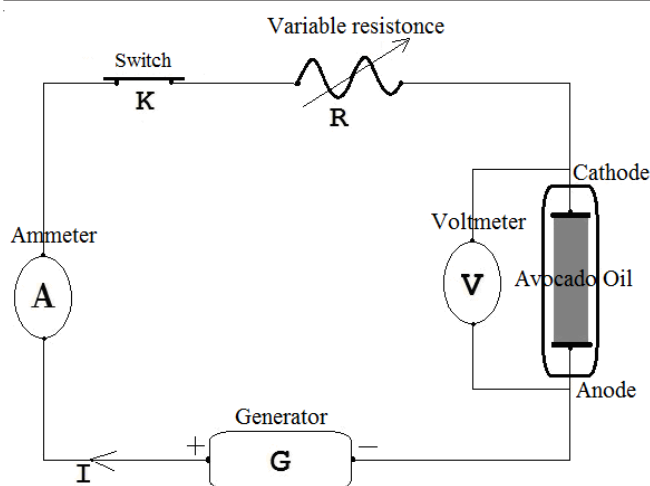 Variable resistonce
Switch
K
R
Cathode
Voltmeter
Ammeter
V
Avocado Oil
A
Anode
Generator
+
−
G
I